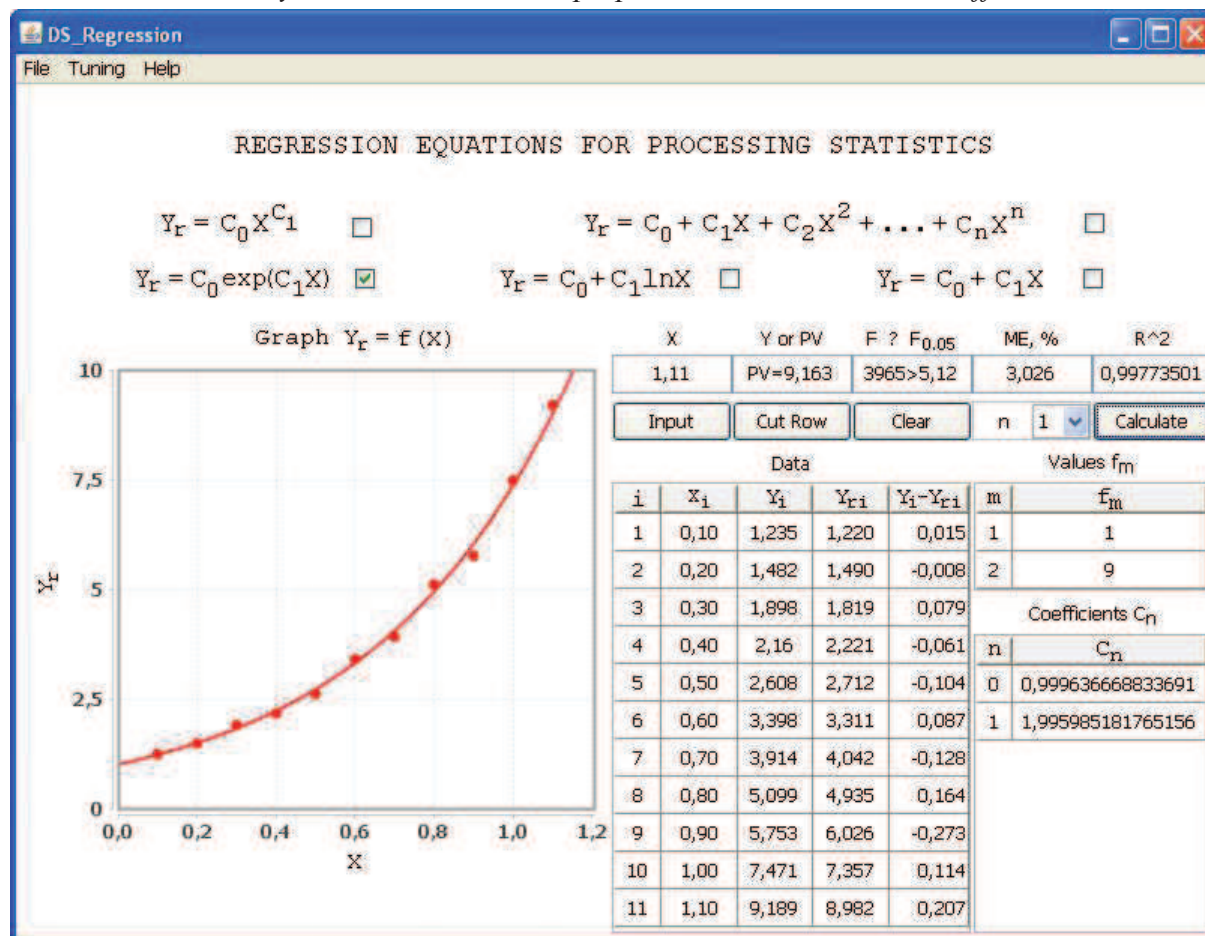 DS_Regression
File Tuning Help
REGRESSION EQUATIONS FOR PROCESSING STATISTICS
Yr = C0X^C1
Yr = C0 + C1X + C2X^2 + ... + CnX^n
Yr = C0exp(C1X)
Yr = C0 + C1lnX
Yr = C0 + C1X
Graph Yr = f (X)
X Y or PV F ? F0.05 ME, % R^2
1,11 PV=9,163 3965>5,12 3,026 0,99773501
Input Cut Row Clear n 1 Calculate
Data
Values fm
i Xi Yi Yri Yi-Yri
1 0,10 1,235 1,220 0,015
2 0,20 1,482 1,490 -0,008
3 0,30 1,898 1,819 0,079
4 0,40 2,16 2,221 -0,061
5 0,50 2,608 2,712 -0,104
6 0,60 3,398 3,311 0,087
7 0,70 3,914 4,042 -0,128
8 0,80 5,099 4,935 0,164
9 0,90 5,753 6,026 -0,273
10 1,00 7,471 7,357 0,114
11 1,10 9,189 8,982 0,207
m fm
1 1
2 9
Coefficients Cn
n Cn
0 0,999636668833691
1 1,995985181765156
10
7,5
5
2,5
0
Yr
0,0 0,2 0,4 0,6 0,8 1,0 1,2
X